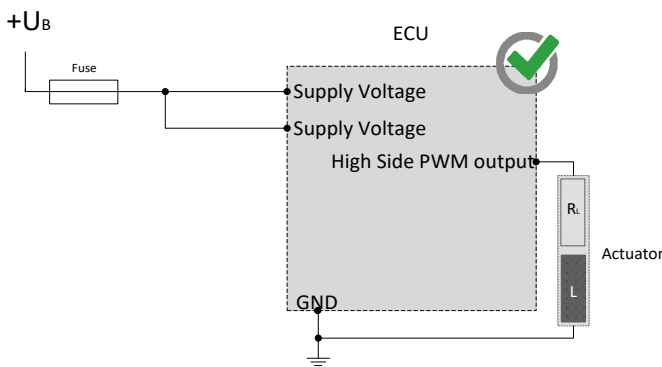 +UB
ECU
Fuse
Supply Voltage
Supply Voltage
High Side PWM output
RL
Actuator
L
GND